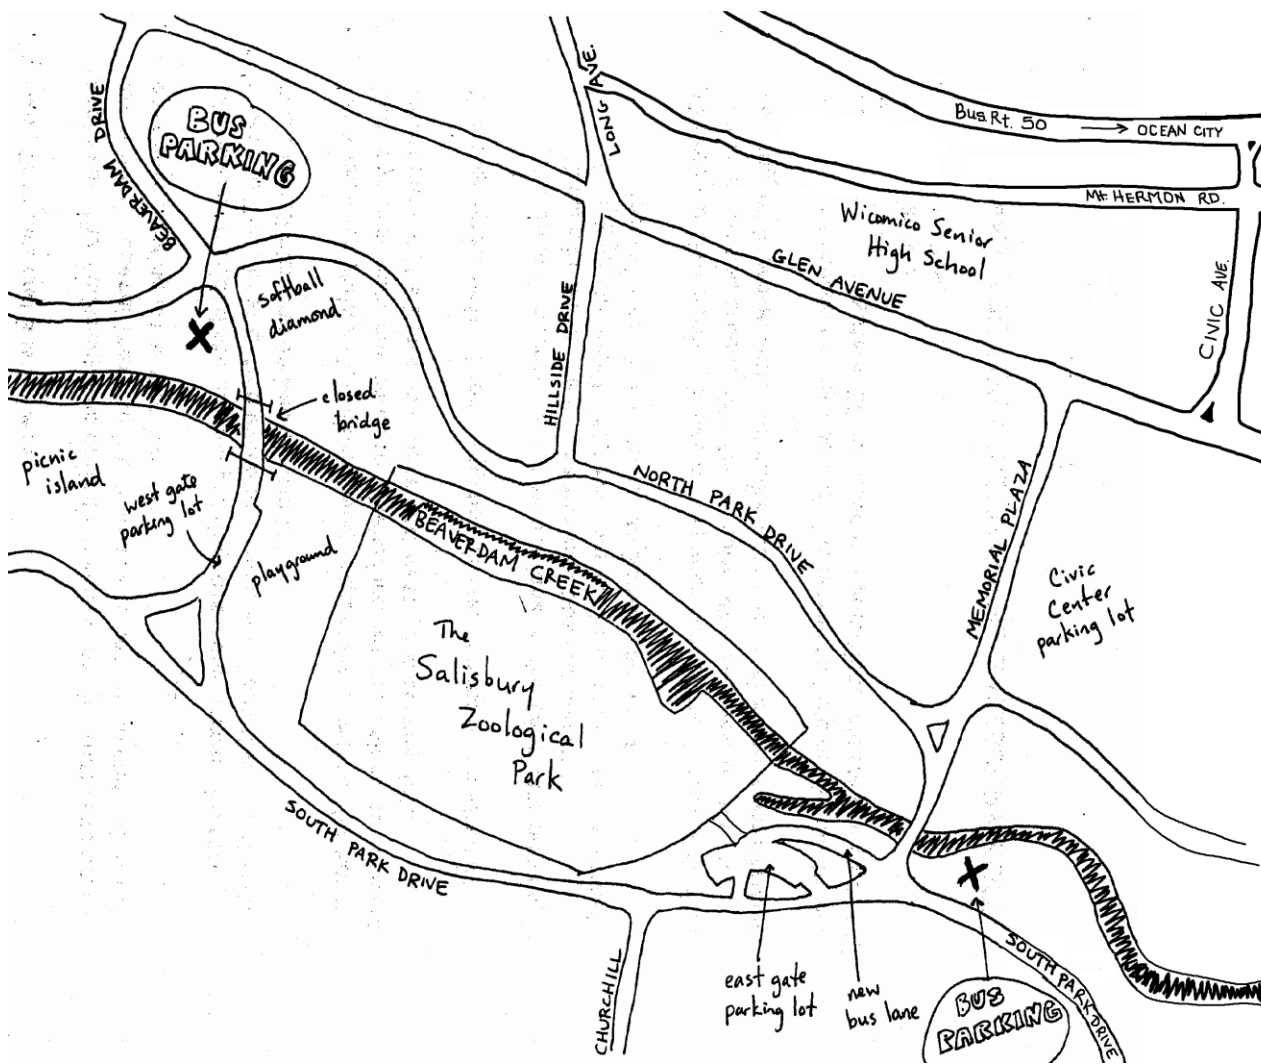 BEAVERDAM DRIVE
BUS
PARKING
LONG AVE.
Bus. Rt. 50 → OCEAN CITY
Mt. HERMON RD.
Wicomico Senior
High School
GLEN AVENUE
CIVIC AVE.
softball
diamond
HILLSIDE DRIVE
closed
bridge
picnic
island
west gate
parking lot
playground
BEAVERDAM CREEK
NORTH PARK DRIVE
MEMORIAL PLAZA
Civic
Center
parking lot
The
Salisbury
Zoological
Park
SOUTH PARK DRIVE
CHURCHILL
east gate
parking lot
new
bus lane
BUS
PARKING
SOUTH PARK DRIVE